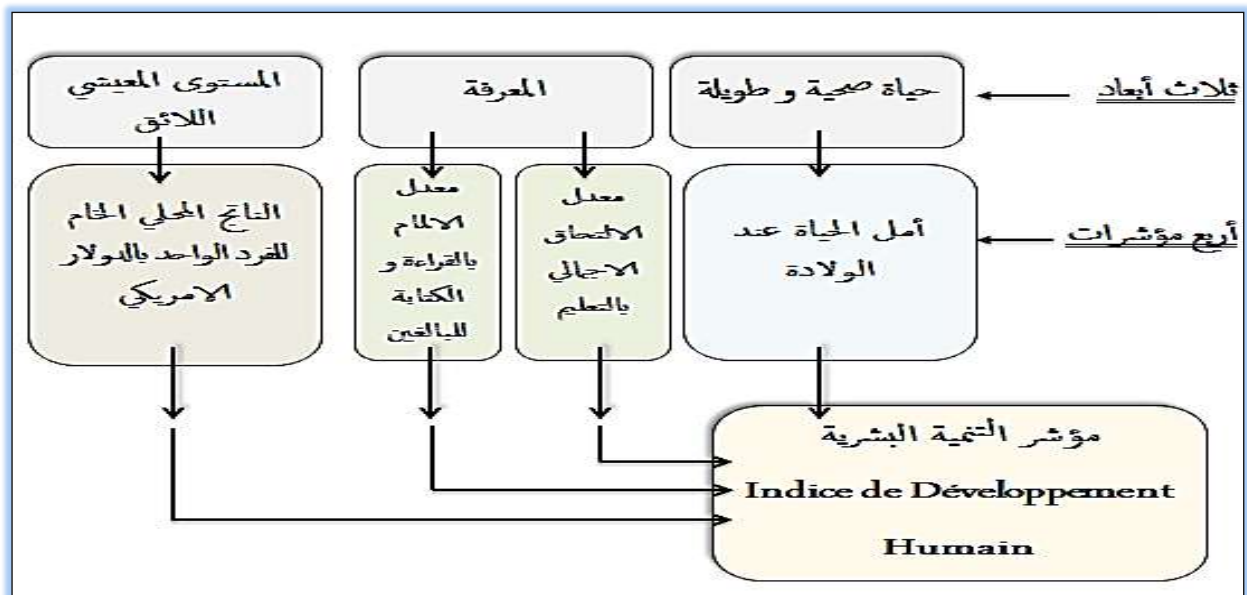 ثلاث أبعاد
حياة صحية و طويلة
المعرفة
المستوى المعيشي
اللائق
أربع مؤشرات
أمل الحياة عند
الولادة
معدل
الالتحاق
الاجمالي
بالتعليم
معدل
الالمام
بالقراءة و
الكتابة
للبالغين
الناتج المحلي الخام
للفرد الواحد بالدولار
الامريكي
مؤشر التنمية البشرية
Indice de Développement
Humain